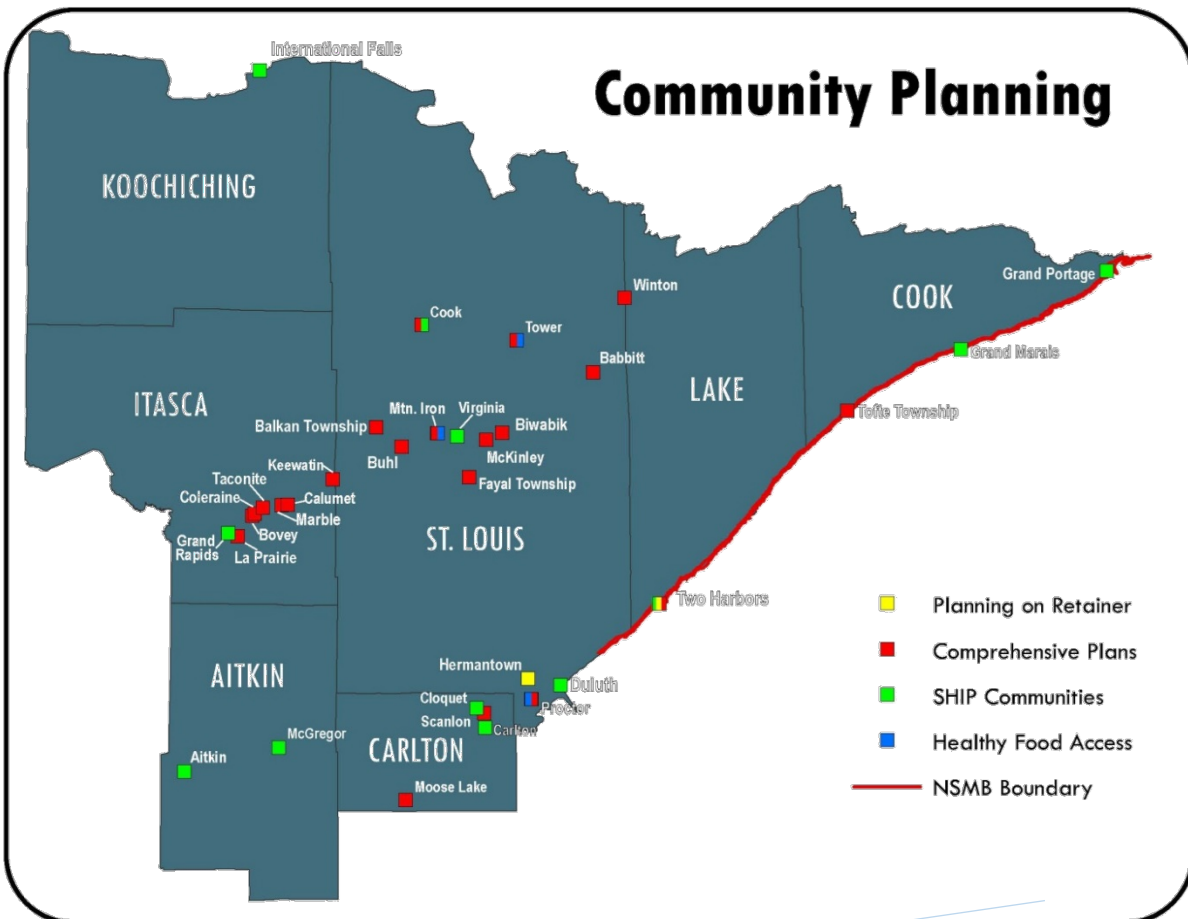 Community Planning
International Falls
KOOCHICHING
Grand Portage
COOK
Winton
Cook
Tower
Grand Marais
Babbitt
LAKE
ITASCA
Mtn. Iron
Virginia
Tofte Township
Balkan Township
Biwabik
McKinley
Buhl
Keewatin
Fayal Township
Taconite
Coleraine
Calumet
Marble
Bovey
Grand
Rapids
La Prairie
ST. LOUIS
Two Harbors
Planning on Retainer
Comprehensive Plans
SHIP Communities
Healthy Food Access
NSMB Boundary
Hermantown
Duluth
AITKIN
Cloquet
Proctor
Scanlon
Carlton
McGregor
CARLTON
Aitkin
Moose Lake